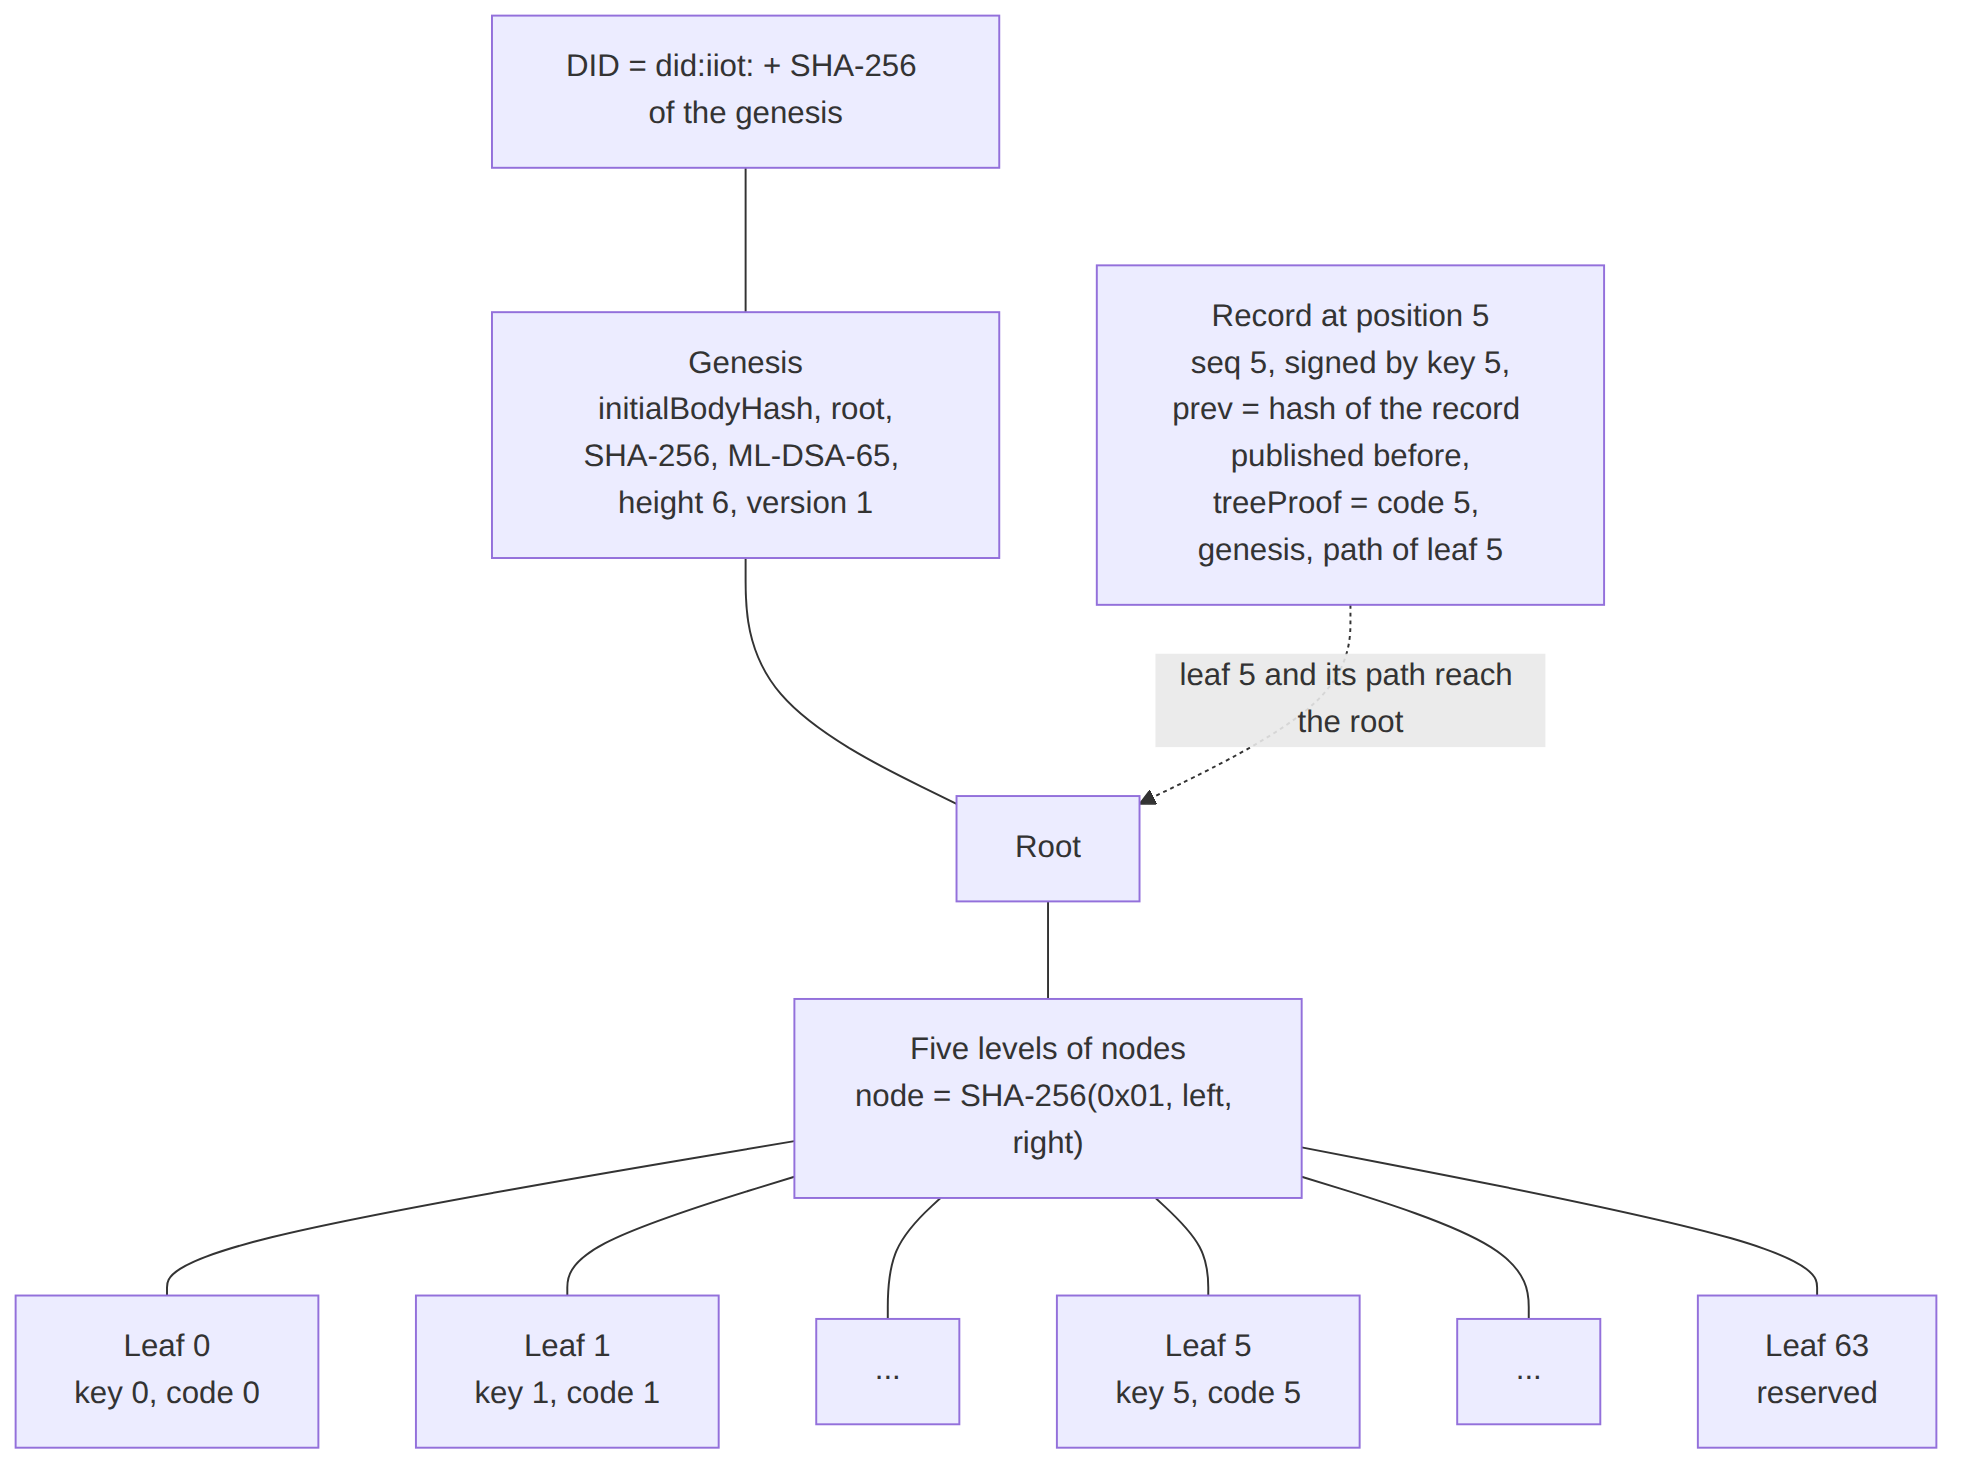 DID = did:iiot: + SHA-256
of the genesis
Genesis
initialBodyHash, root,
SHA-256, ML-DSA-65,
height 6, version 1
Record at position 5
seq 5, signed by key 5,
prev = hash of the record
published before,
treeProof = code 5,
genesis, path of leaf 5
leaf 5 and its path reach
the root
Root
Five levels of nodes
node = SHA-256(0x01, left,
right)
Leaf 0
key 0, code 0
Leaf 1
key 1, code 1
...
Leaf 5
key 5, code 5
...
Leaf 63
reserved